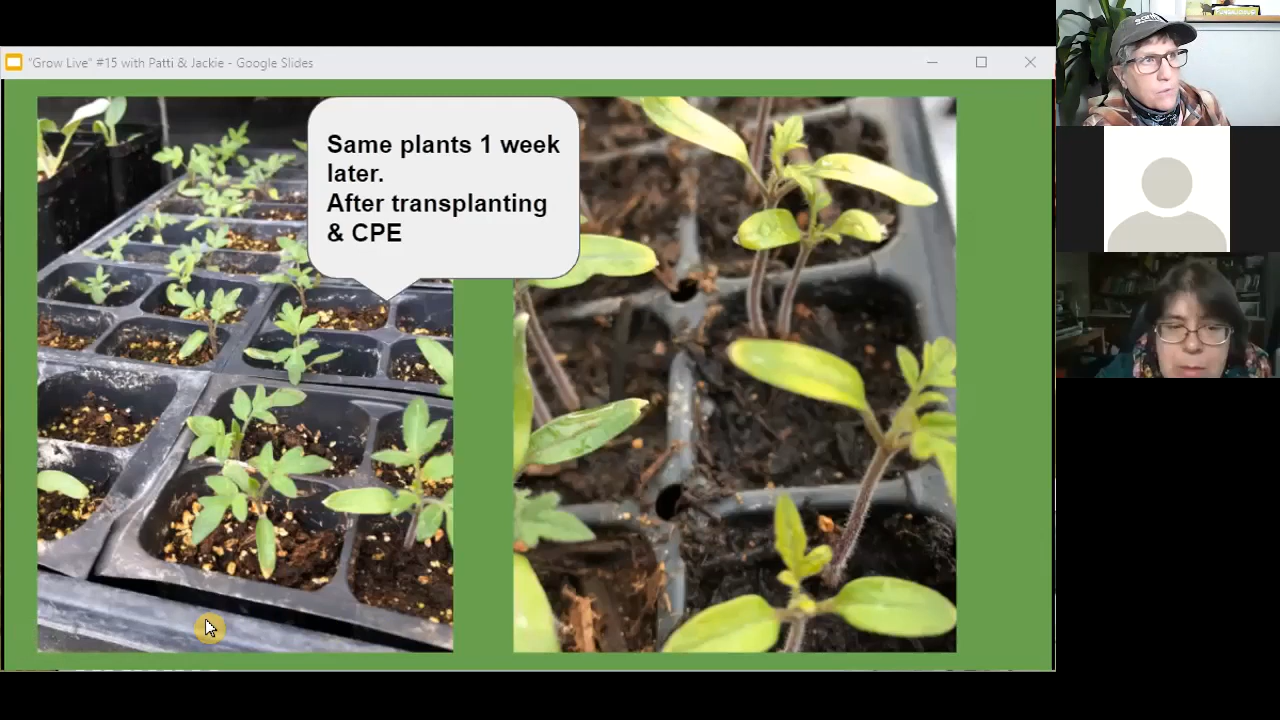 "Grow Live" #15 with Patti & Jackie - Google Slides
Same plants 1 week
later.
After transplanting
& CPE